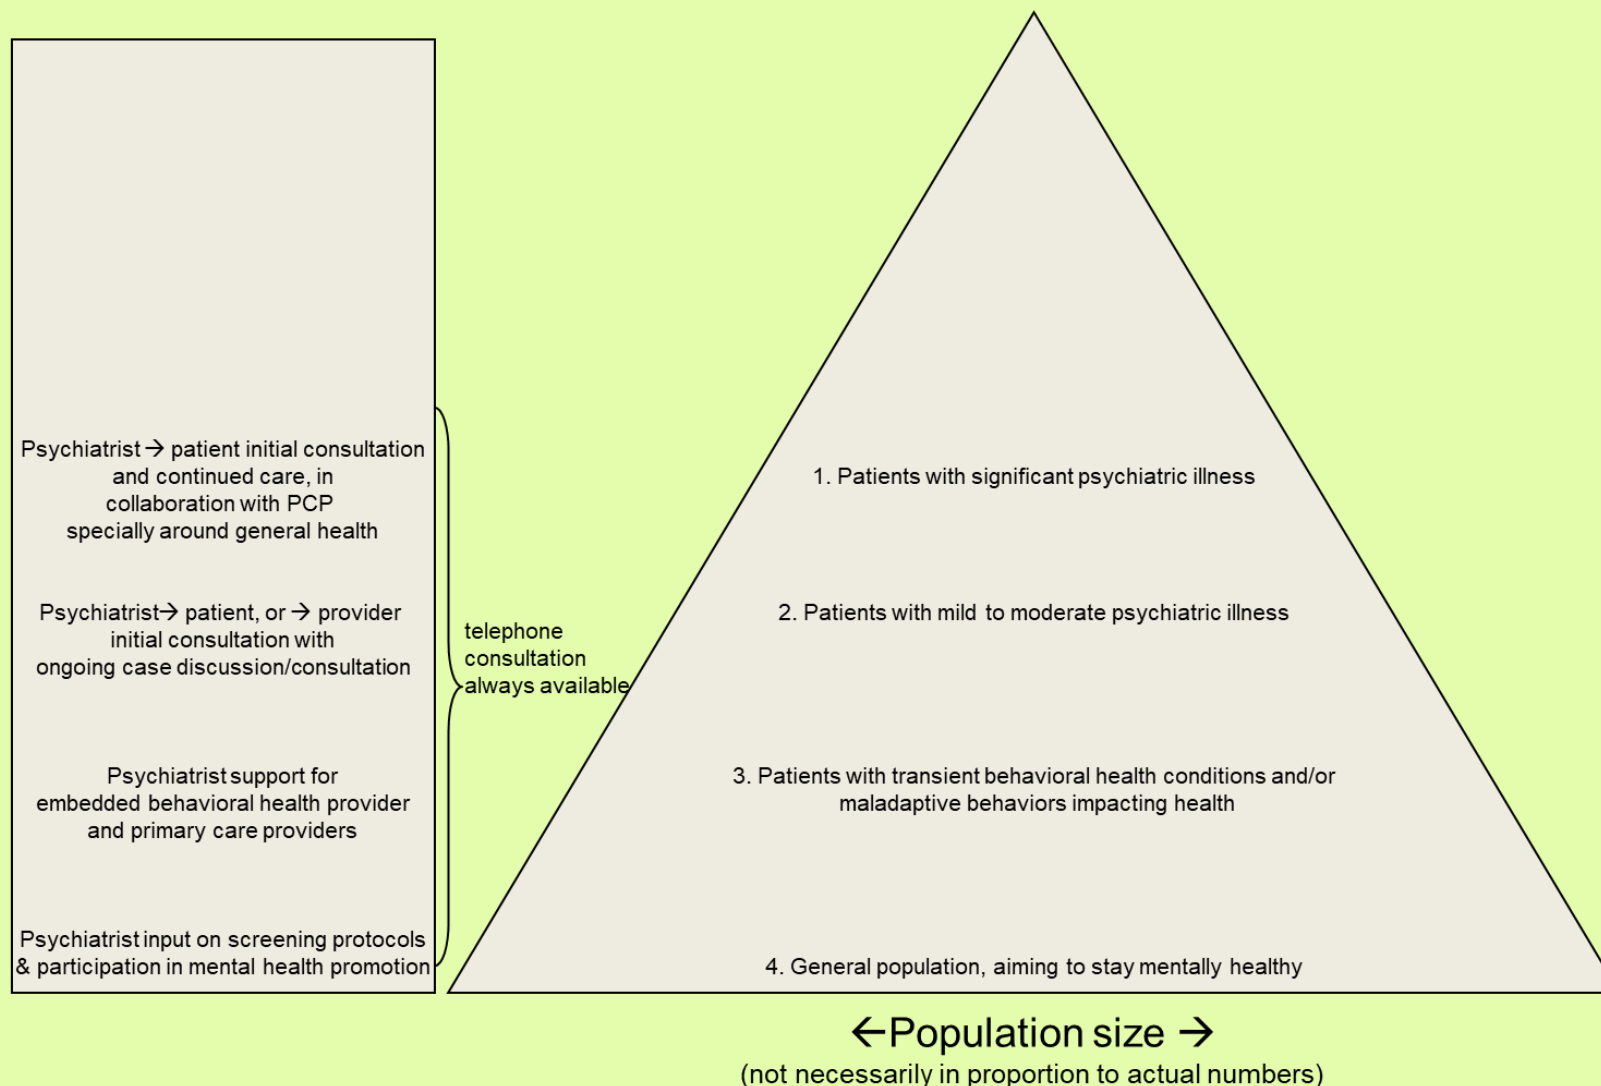 Psychiatrist → patient initial consultation
and continued care, in
collaboration with PCP
specially around general health
Psychiatrist→ patient, or → provider
initial consultation with
ongoing case discussion/consultation
Psychiatrist support for
embedded behavioral health provider
and primary care providers
Psychiatrist input on screening protocols
& participation in mental health promotion
telephone
consultation
always available
1. Patients with significant psychiatric illness
2. Patients with mild to moderate psychiatric illness
3. Patients with transient behavioral health conditions and/or
maladaptive behaviors impacting health
4. General population, aiming to stay mentally healthy
←Population size →
(not necessarily in proportion to actual numbers)